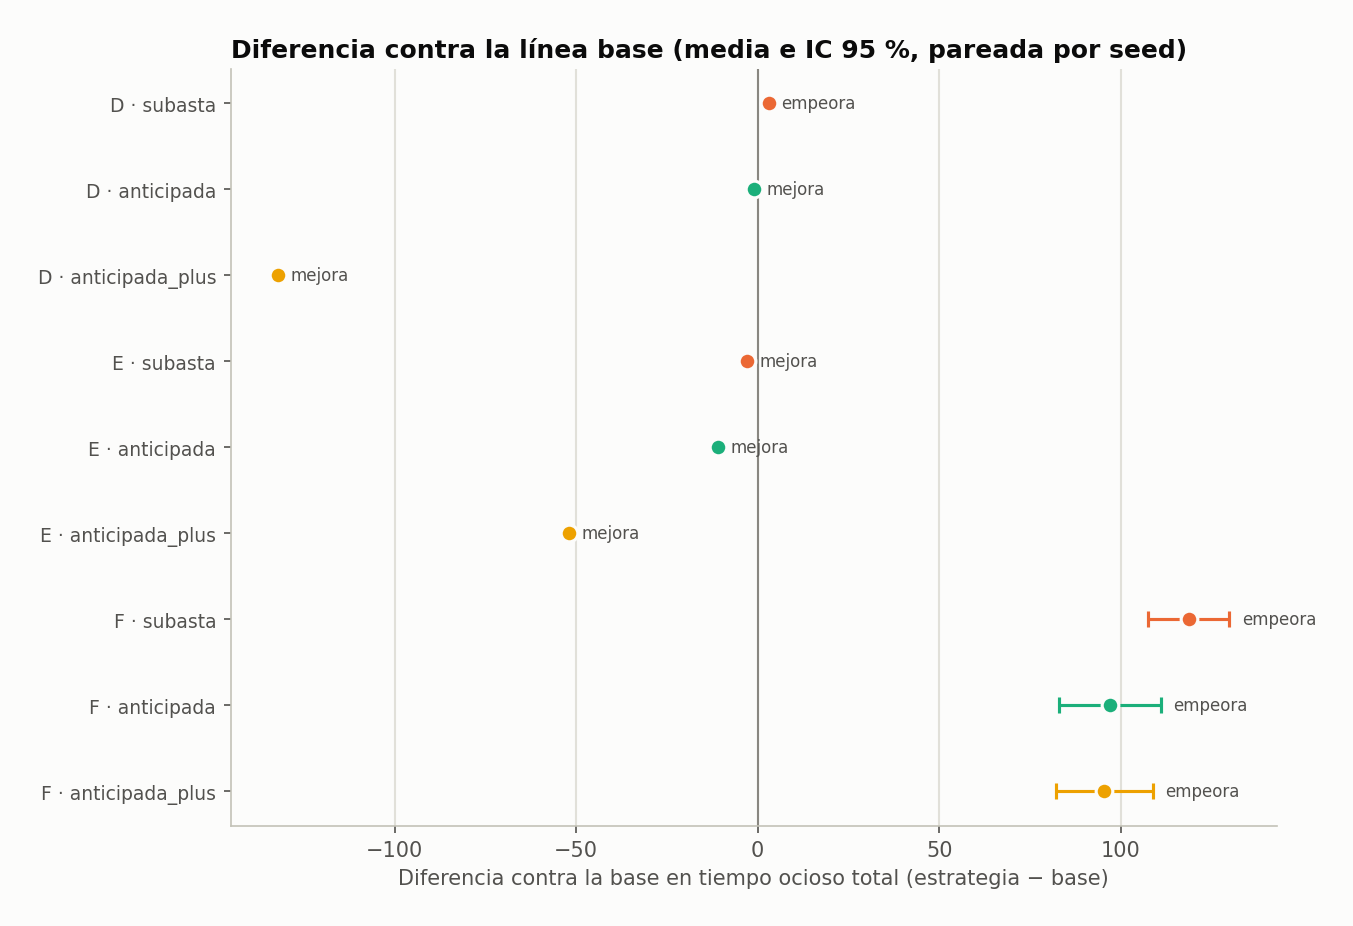 Diferencia contra la línea base (media e IC 95 %, pareada por seed)
D · subasta
empeora
D · anticipada
mejora
D · anticipada_plus
mejora
E · subasta
mejora
E · anticipada
mejora
E · anticipada_plus
mejora
F · subasta
empeora
F · anticipada
empeora
F · anticipada_plus
empeora
−100 −50 0 50 100
Diferencia contra la base en tiempo ocioso total (estrategia − base)